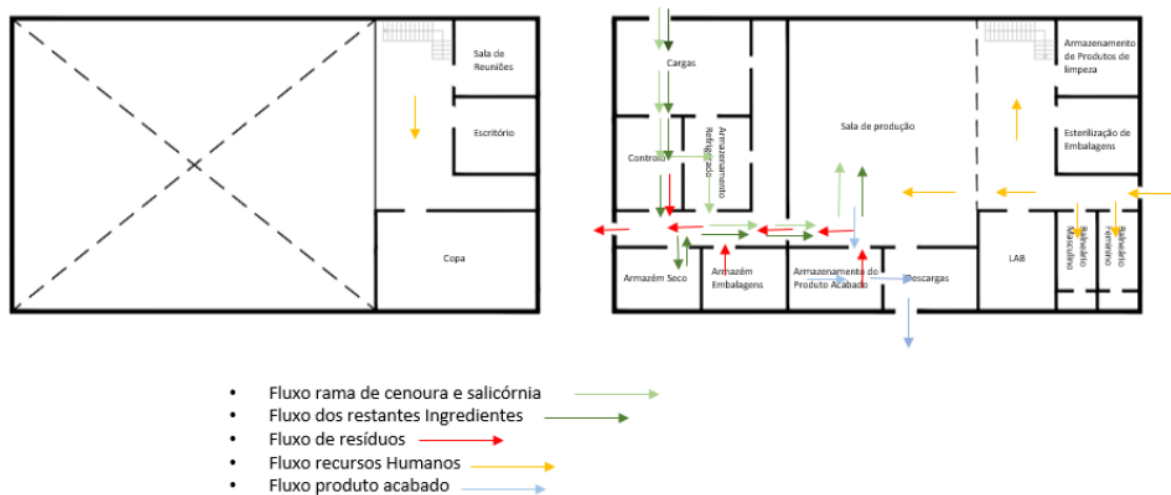 Sala de
Reuniões
Escritório
Copa
Cargas
Controlo
Armazenamento
Refrigerado
Sala de produção
Armazenamento
de Produtos de
limpeza
Esterilização de
Embalagens
Armazém Seco
Armazém
Embalagens
Armazenamento do
Produto Acabado
Descargas
LAB
Balneário
Masculino
Balneário
Feminino
• Fluxo rama de cenoura e salicórnia
• Fluxo dos restantes Ingredientes
• Fluxo de resíduos
• Fluxo recursos Humanos
• Fluxo produto acabado